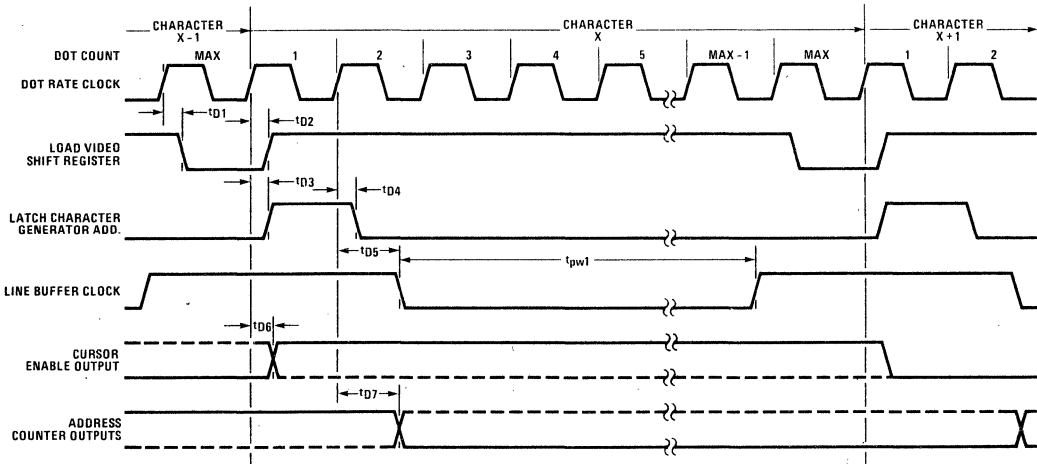 CHARACTER
X-1
CHARACTER
X
CHARACTER
X+1
DOT COUNT
MAX
1
2
3
4
5
MAX-1
MAX
1
2
DOT RATE CLOCK
tD1
tD2
LOAD VIDEO
SHIFT REGISTER
tD3
tD4
LATCH CHARACTER
GENERATOR ADD.
tD5
tpw1
LINE BUFFER CLOCK
tD6
CURSOR
ENABLE OUTPUT
tD7
ADDRESS
COUNTER OUTPUTS